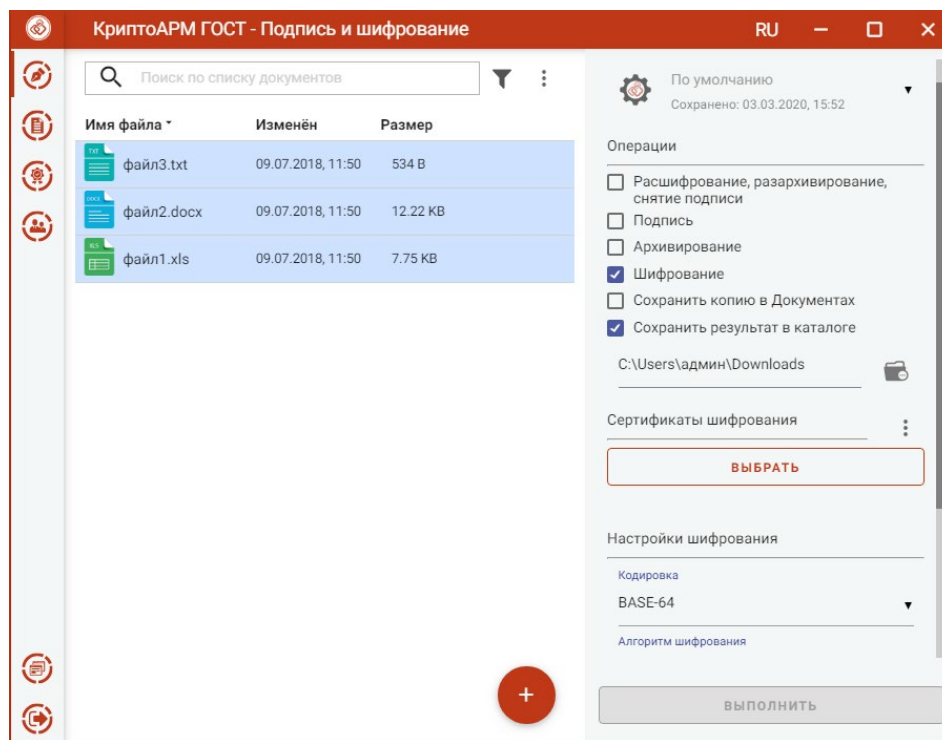 КриптоАРМ ГОСТ - Подпись и шифрование
RU
Поиск по списку документов
Имя файла
Изменён
Размер
TXT
файл3.txt
09.07.2018, 11:50
534 B
DOCX
файл2.docx
09.07.2018, 11:50
12.22 KB
XLS
файл1.xls
09.07.2018, 11:50
7.75 KB
+
По умолчанию
Сохранено: 03.03.2020, 15:52
Операции
Расшифрование, разархивирование,
снятие подписи
Подпись
Архивирование
Шифрование
Сохранить копию в Документах
Сохранить результат в каталоге
C:\Users\админ\Downloads
Сертификаты шифрования
ВЫБРАТЬ
Настройки шифрования
Кодировка
BASE-64
Алгоритм шифрования
ВЫПОЛНИТЬ